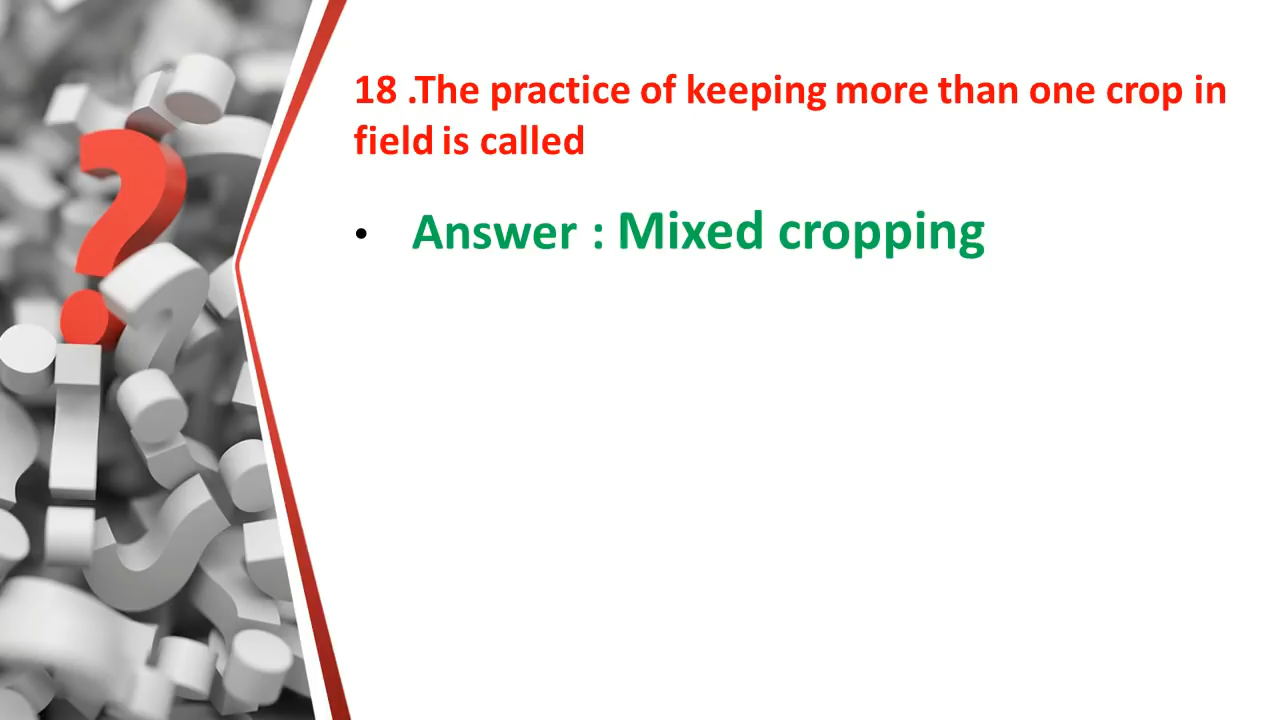 18 .The practice of keeping more than one crop in
field is called
• Answer : Mixed cropping